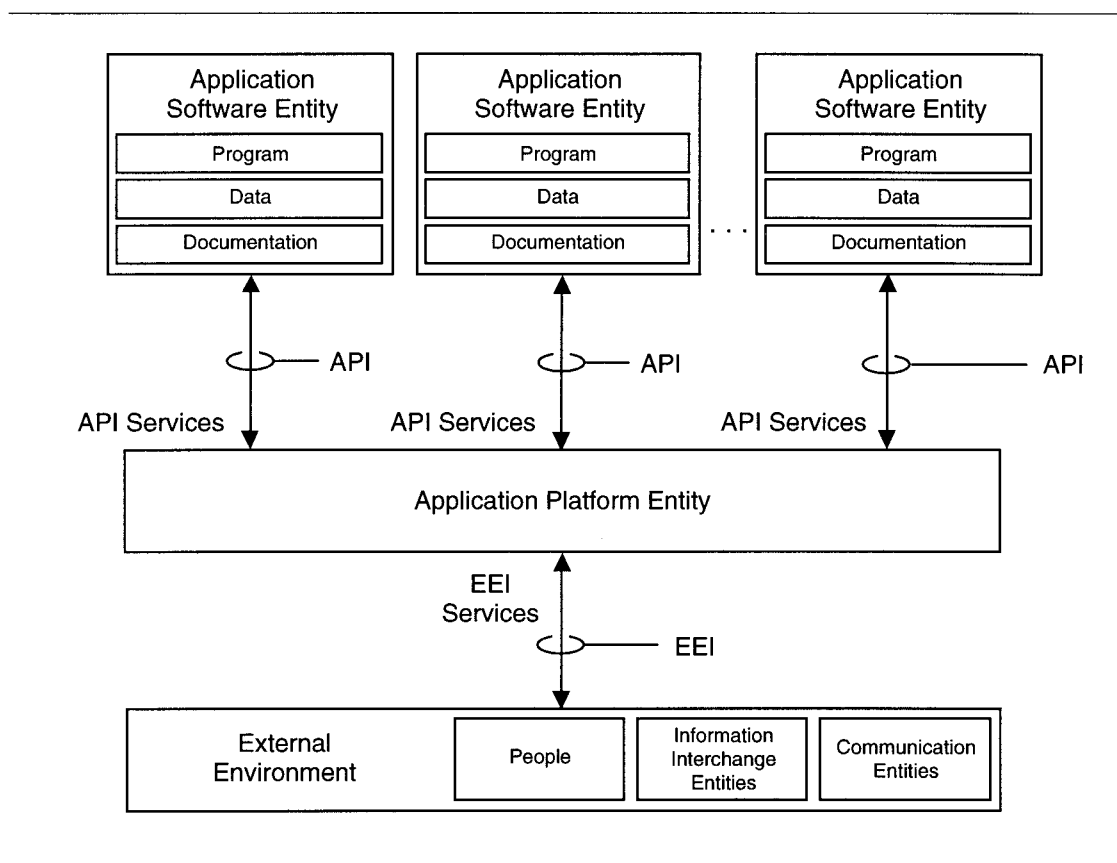 Application
Software Entity
Program
Data
Documentation
Application
Software Entity
Program
Data
Documentation
. . .
Application
Software Entity
Program
Data
Documentation
API
API
API
API Services
API Services
API Services
Application Platform Entity
EEI
Services
EEI
External
Environment
People
Information
Interchange
Entities
Communication
Entities